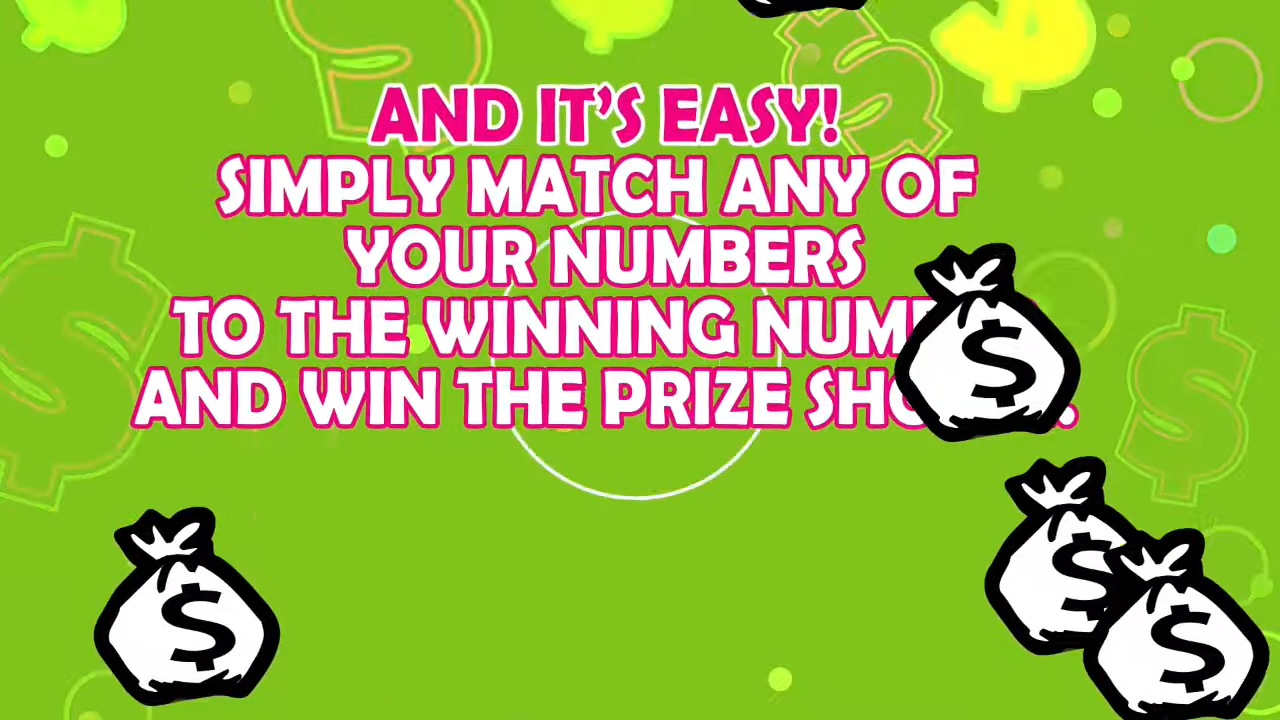 AND IT'S EASY!
SIMPLY MATCH ANY OF
YOUR NUMBERS
TO THE WINNING
AND WIN THE PRIZE
$
$
$
$